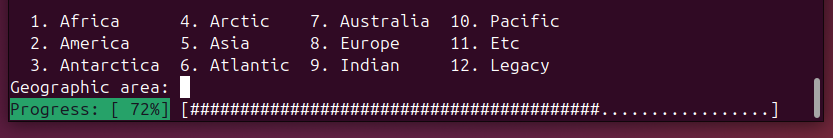 1. Africa 4. Arctic 7. Australia 10. Pacific
2. America 5. Asia 8. Europe 11. Etc
3. Antarctica 6. Atlantic 9. Indian 12. Legacy
Geographic area:
Progress: [ 72%] [#########################################.................]